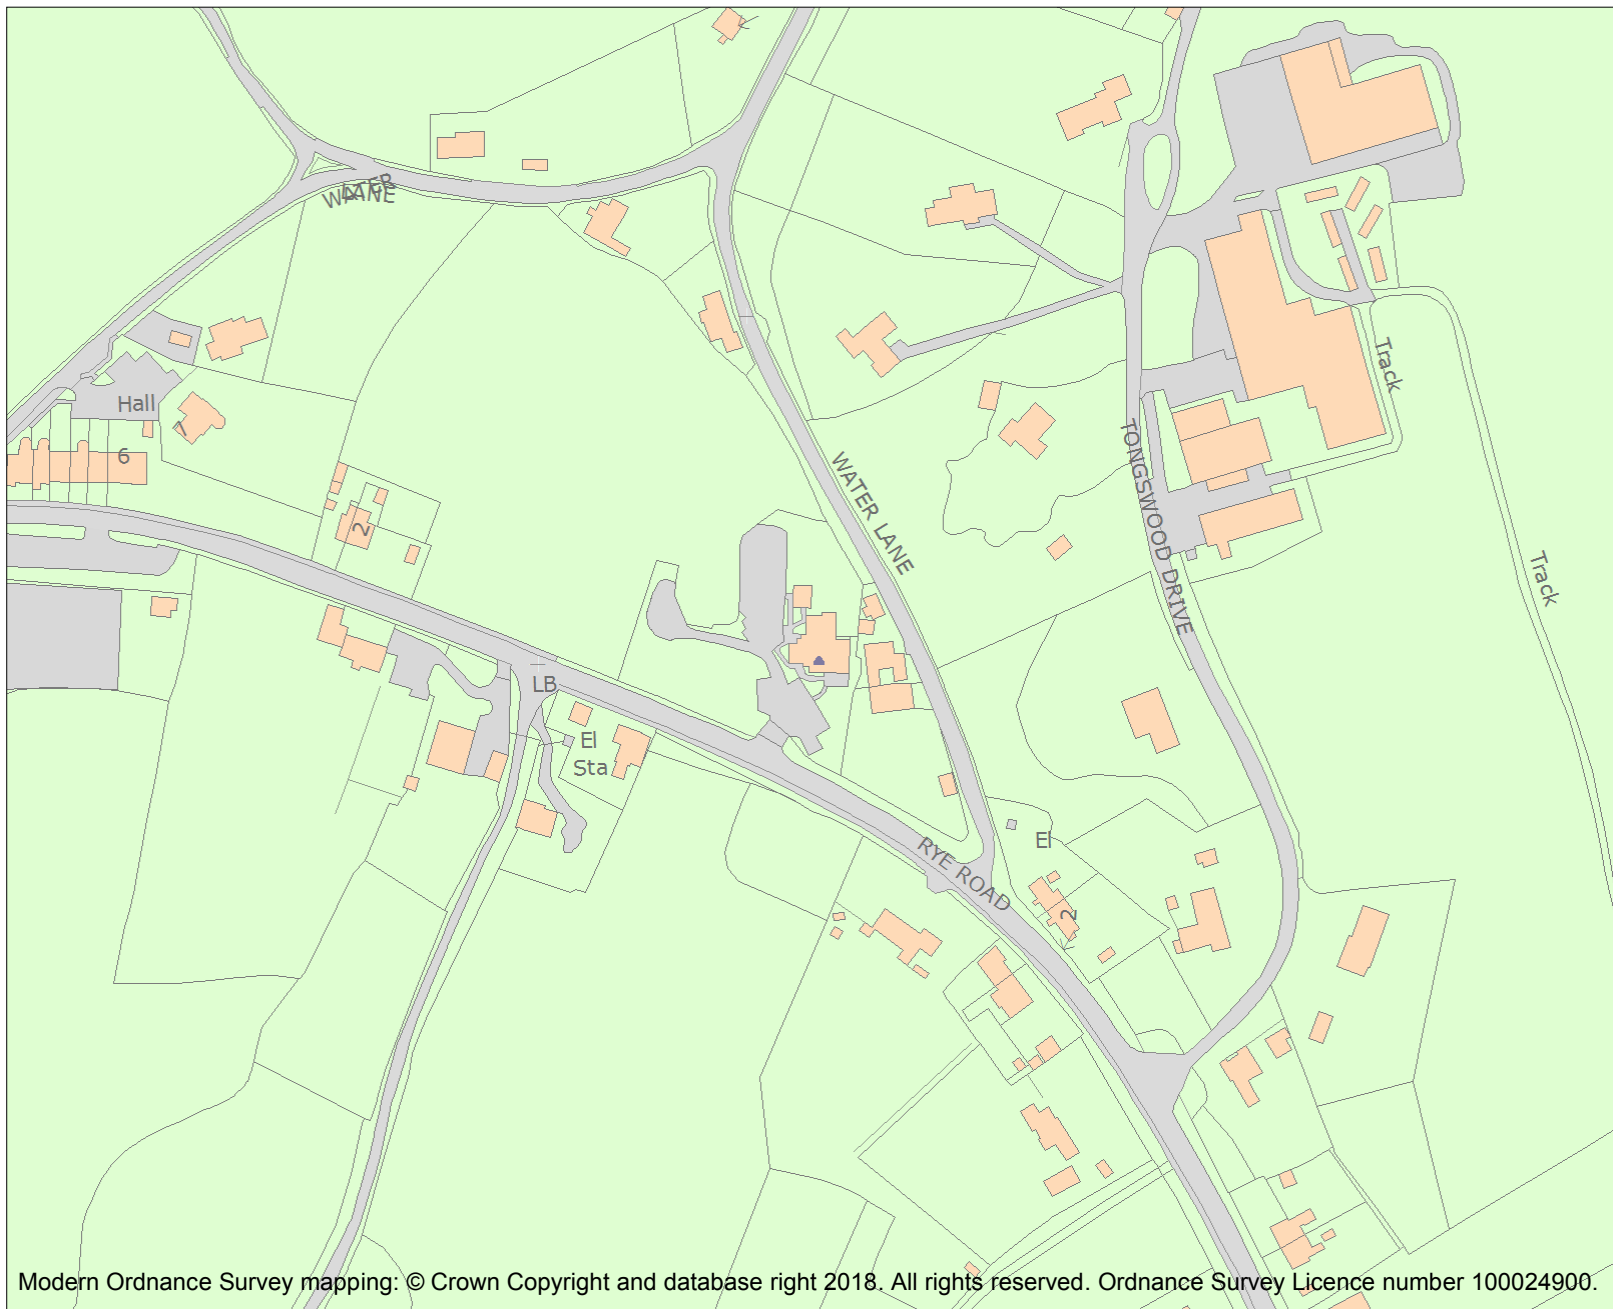 WATER
LANE
Hall
7
6
2
Track
TONGSWOOD DRIVE
WATER LANE
Track
LB
El
Sta
El
RYE ROAD
2
Modern Ordnance Survey mapping: © Crown Copyright and database right 2018. All rights reserved. Ordnance Survey Licence number 100024900.